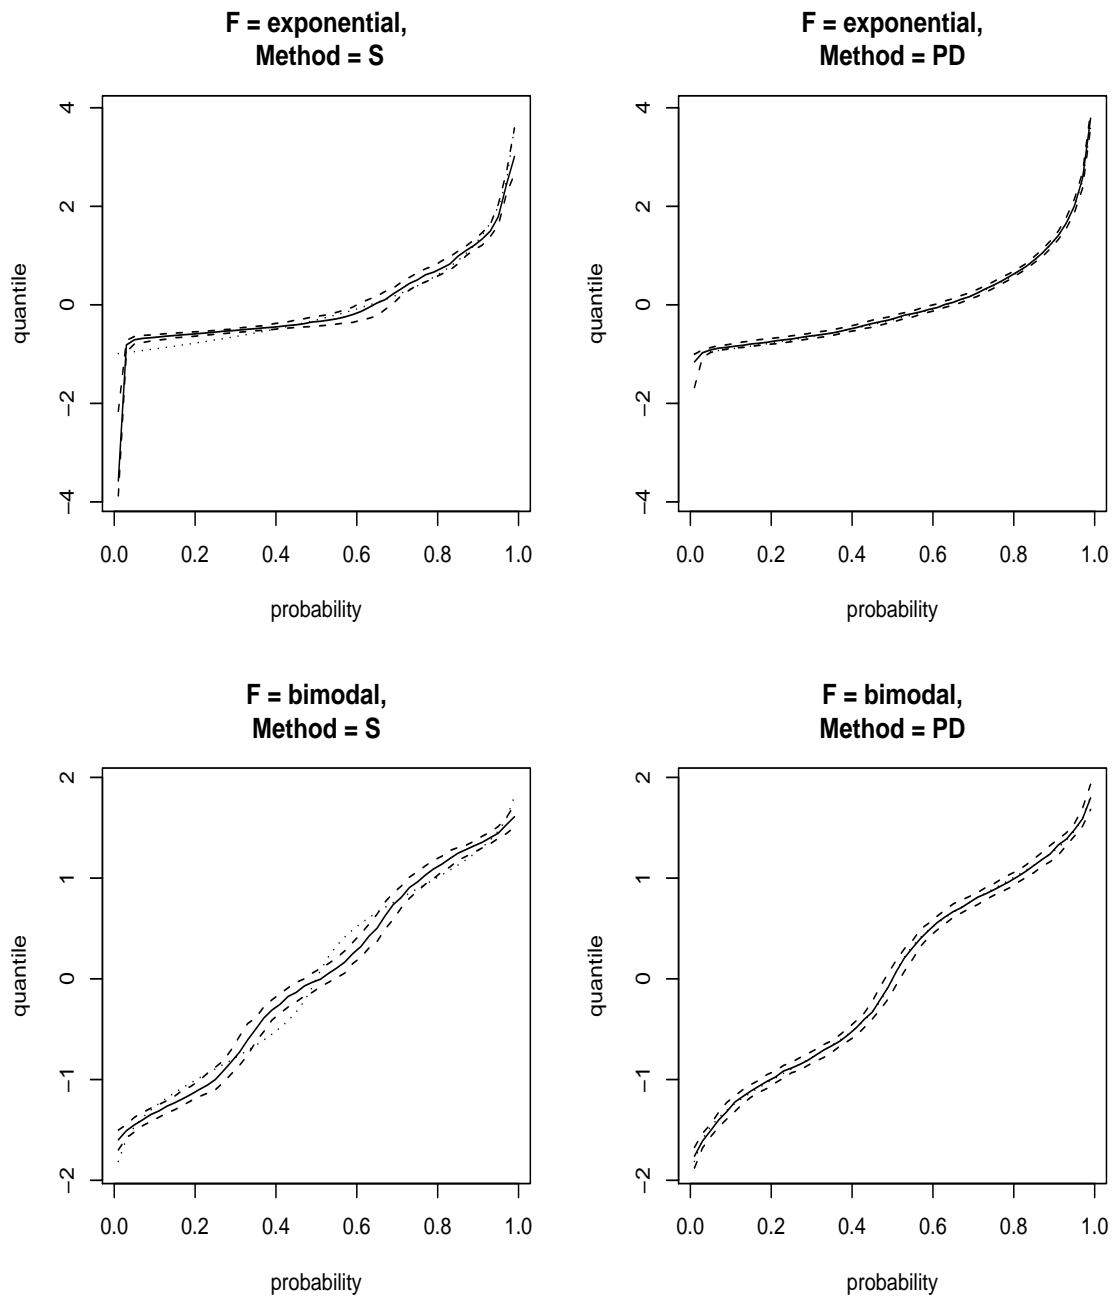 F = exponential,
Method = S
4
2
0
−2
−4
quantile
0.0 0.2 0.4 0.6 0.8 1.0
probability
F = exponential,
Method = PD
4
2
0
−2
−4
quantile
0.0 0.2 0.4 0.6 0.8 1.0
probability
F = bimodal,
Method = S
2
1
0
−1
−2
quantile
0.0 0.2 0.4 0.6 0.8 1.0
probability
F = bimodal,
Method = PD
2
1
0
−1
−2
quantile
0.0 0.2 0.4 0.6 0.8 1.0
probability